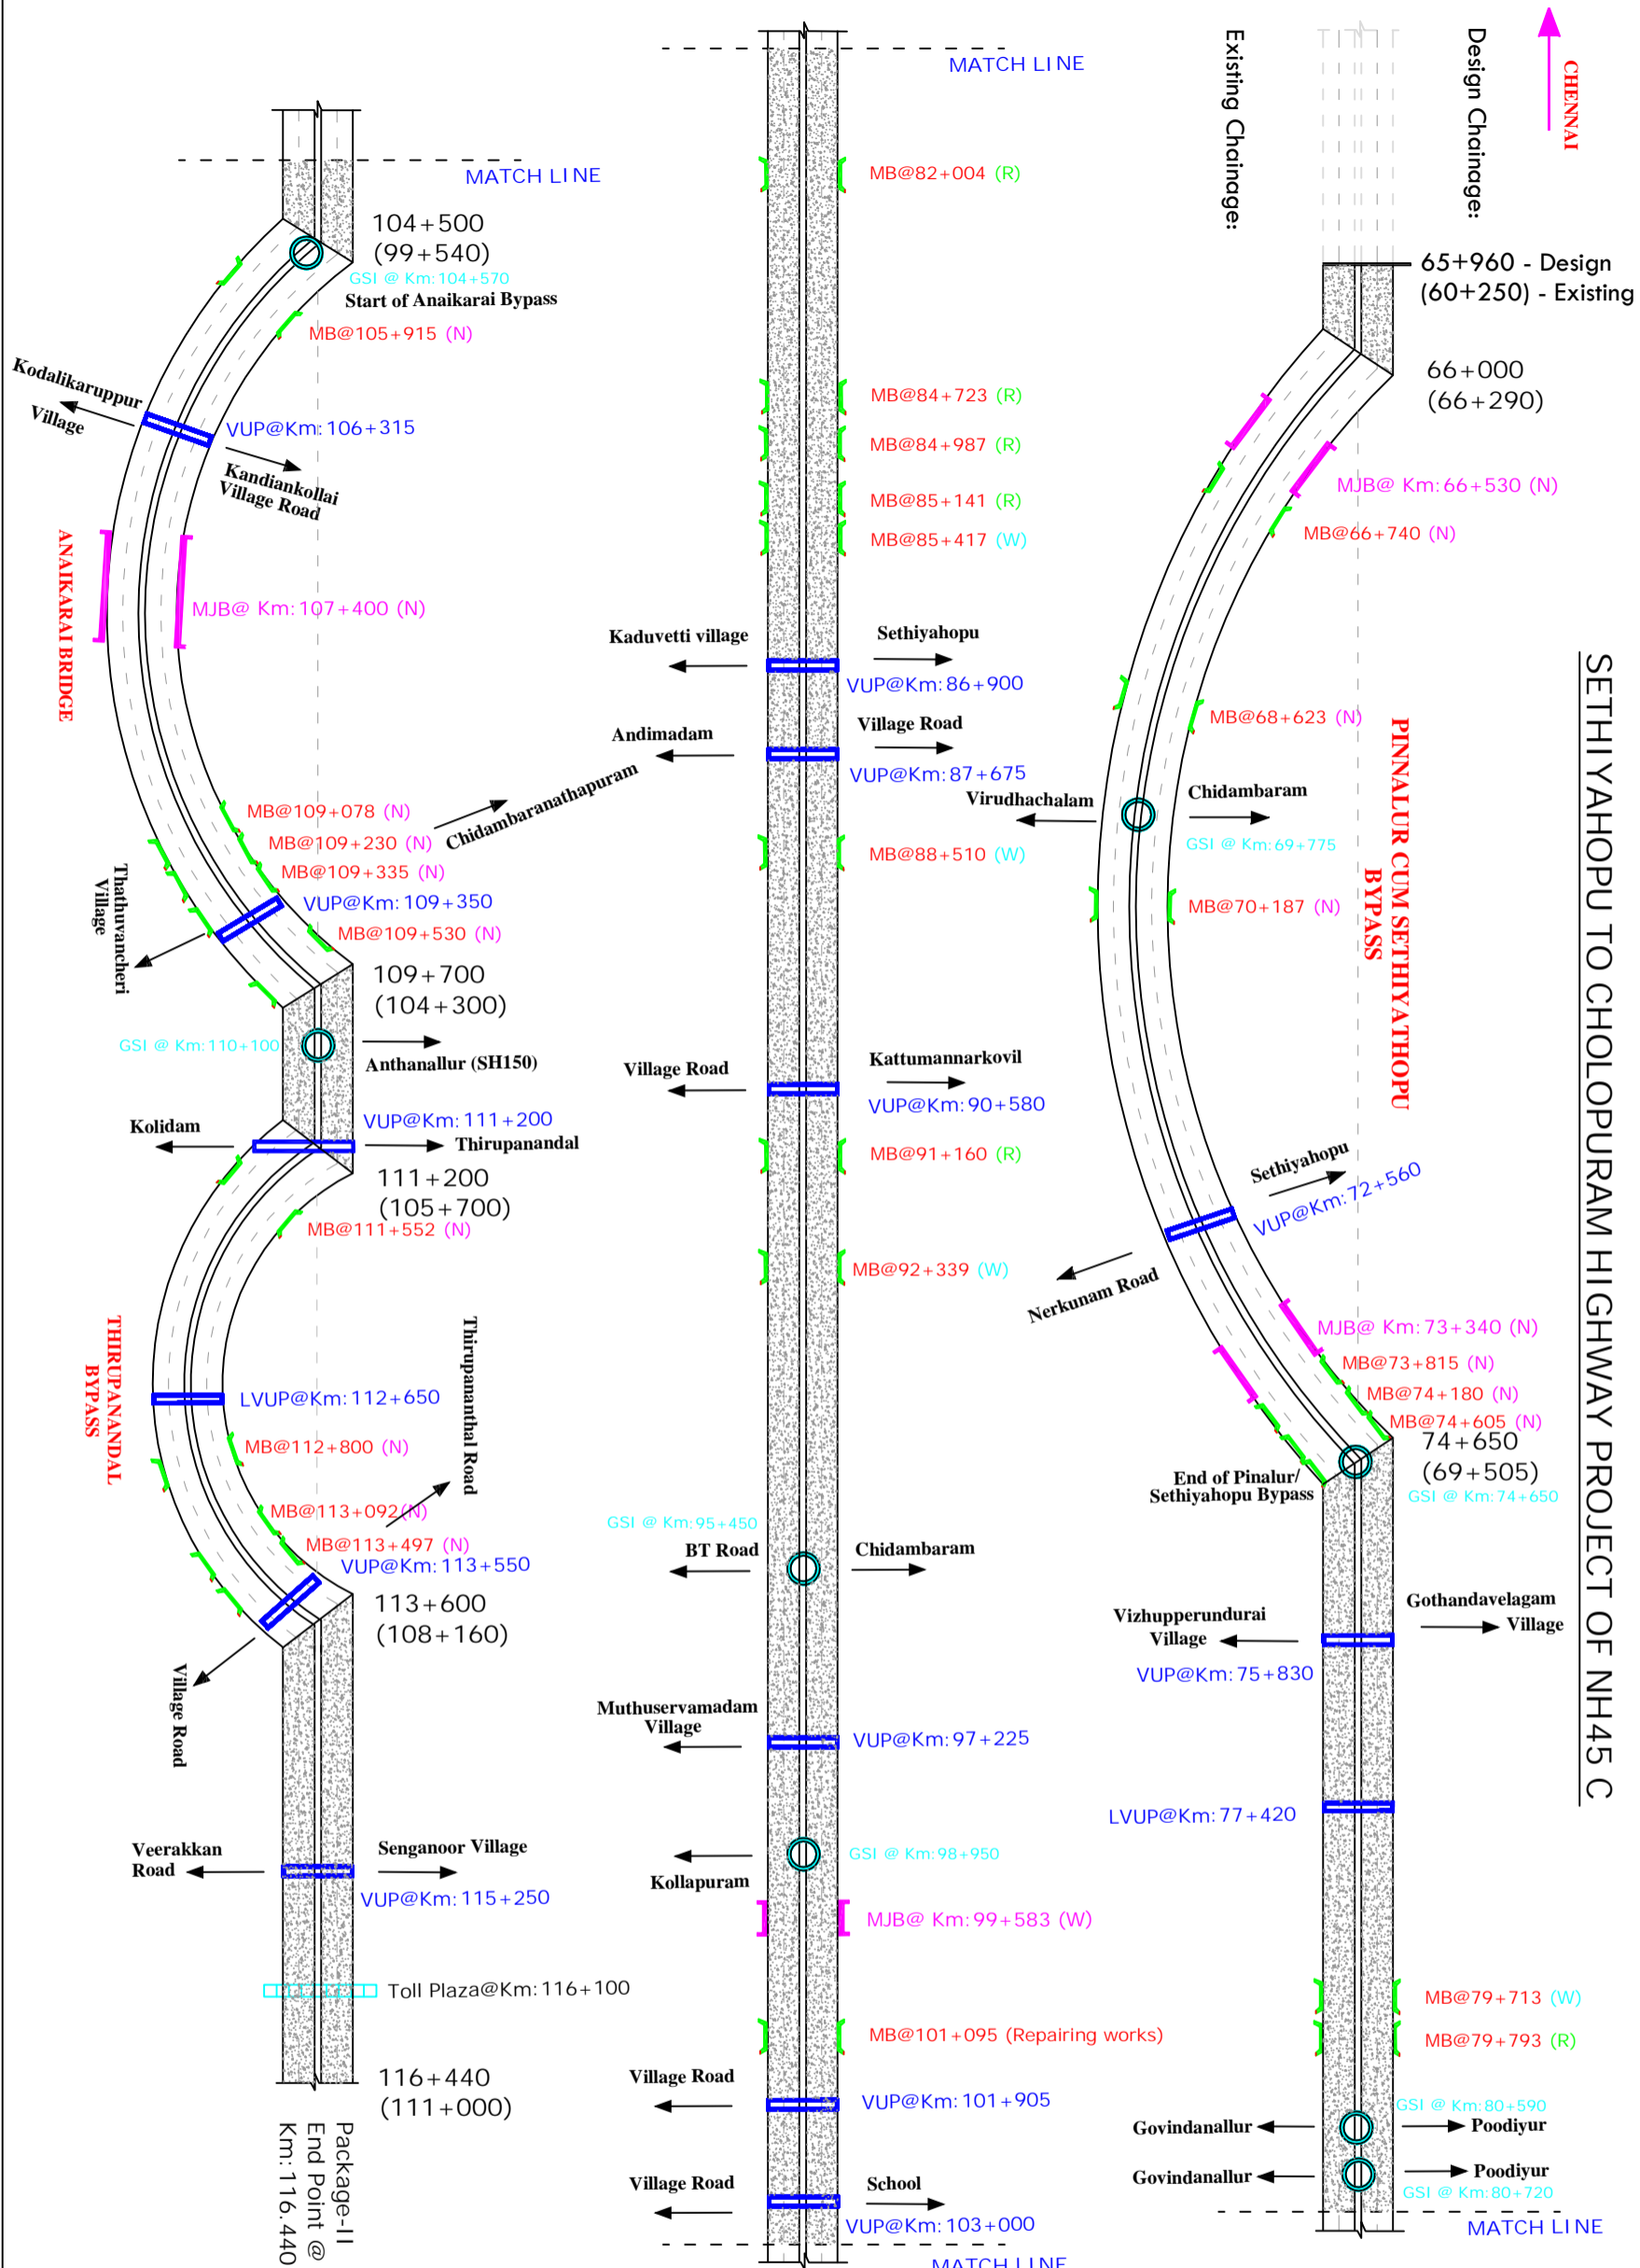 SETHIYAHOPU TO CHOLOPURAM HIGHWAY PROJECT OF NH45 C
CHENNAI
Design Chainage:
Existing Chainage:
65+960 - Design
(60+250) - Existing
66+000
(66+290)
MJB@ Km:66+530 (N)
MB@66+740 (N)
MB@68+623 (N)
PINNALUR CUM SETHIYATHOPU
BYPASS
Virudhachalam
Chidambaram
GSI @ Km:69+775
MB@70+187 (N)
Sethiyahopu
VUP@Km:72+560
Nerkunam Road
MJB@ Km:73+340 (N)
MB@73+815 (N)
MB@74+180 (N)
MB@74+605 (N)
74+650
(69+505)
GSI @ Km:74+650
End of Pinalur/
Sethiyahopu Bypass
Gothandavelagam
Village
Vizhupperundurai
Village
VUP@Km:75+830
LVUP@Km:77+420
MB@79+713 (W)
MB@79+793 (R)
GSI @ Km:80+590
Govindanallur
Poodiyur
Govindanallur
Poodiyur
GSI @ Km:80+720
MATCH LINE
MATCH LINE
MB@82+004 (R)
MB@84+723 (R)
MB@84+987 (R)
MB@85+141 (R)
MB@85+417 (W)
Kaduvetti village
Sethiyahopu
VUP@Km:86+900
Andimadam
Village Road
VUP@Km:87+675
MB@88+510 (W)
Village Road
Kattumannarkovil
VUP@Km:90+580
MB@91+160 (R)
MB@92+339 (W)
GSI @ Km:95+450
BT Road
Chidambaram
Muthuservamadam
Village
VUP@Km:97+225
GSI @ Km:98+950
Kollapuram
MJB@ Km:99+583 (W)
MB@101+095 (Repairing works)
Village Road
VUP@Km:101+905
Village Road
School
VUP@Km:103+000
MATCH LINE
MATCH LINE
104+500
(99+540)
GSI @ Km:104+570
Start of Anaikarai Bypass
MB@105+915 (N)
Kodalikaruppur
Village
VUP@Km:106+315
Kandiankollai
Village Road
ANAIKARAI BRIDGE
MJB@ Km:107+400 (N)
MB@109+078 (N)
MB@109+230 (N)
Chidambaranathapuram
MB@109+335 (N)
VUP@Km:109+350
Thathuvancheri
Village
MB@109+530 (N)
109+700
(104+300)
GSI @ Km:110+100
Anthanallur (SH150)
VUP@Km:111+200
Kolidam
Thirupanandal
111+200
(105+700)
MB@111+552 (N)
THIRUPANANDAL
BYPASS
Thirupananthal Road
LVUP@Km:112+650
MB@112+800 (N)
MB@113+092(N)
MB@113+497 (N)
VUP@Km:113+550
113+600
(108+160)
Village Road
Veerakkan
Road
Senganoor Village
VUP@Km:115+250
Toll Plaza@Km:116+100
116+440
(111+000)
Package-II
End Point @
Km:116.440